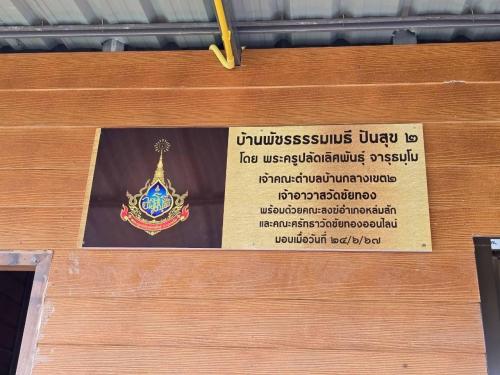 บ้านพัชรธรรมเมธี ปันสุข ๒
โดย พระครูปลัดเลิศพันธุ์ จารุธมฺโม
เจ้าคณะตำบลบ้านกลางเขต๒
เจ้าอาวาสวัดชัยทอง
พร้อมด้วยคณะสงฆ์อำเภอหล่มสัก
และคณะศรัทธาวัดชัยทองออนไลน์
มอบเมื่อวันที่ ๒๔/๖/๖๗